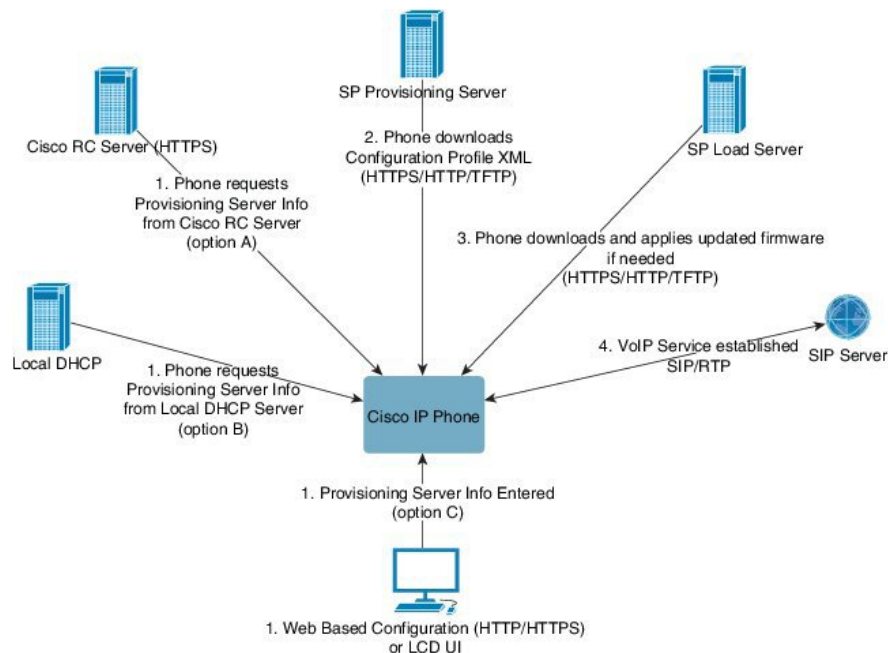 SP Provisioning Server
Cisco RC Server (HTTPS)
SP Load Server
2. Phone downloads
Configuration Profile XML
(HTTPS/HTTP/TFTP)
1. Phone requests
Provisioning Server Info
from Cisco RC Server
(option A)
3. Phone downloads and applies updated firmware
if needed
(HTTPS/HTTP/TFTP)
Local DHCP
1. Phone requests
Provisioning Server Info
from Local DHCP Server
(option B)
4. VoIP Service established
SIP/RTP
SIP Server
Cisco IP Phone
1. Provisioning Server Info Entered
(option C)
1. Web Based Configuration (HTTP/HTTPS)
or LCD UI